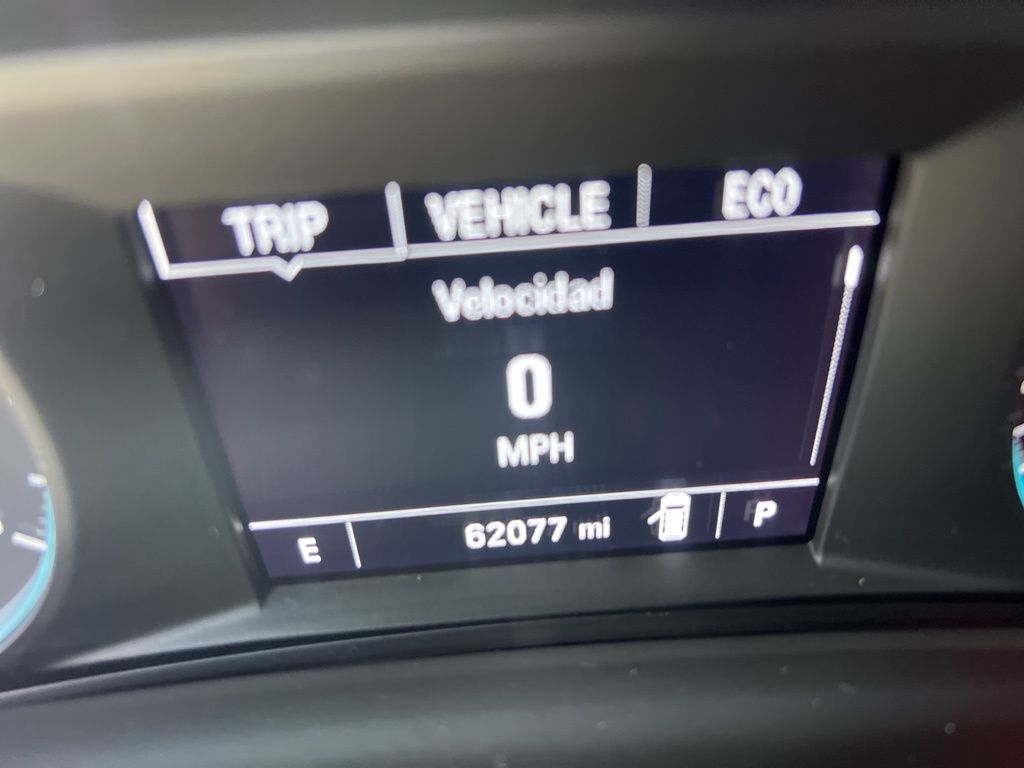 TRIP VEHICLE ECO
Velocidad
0
MPH
E 62077 mi P